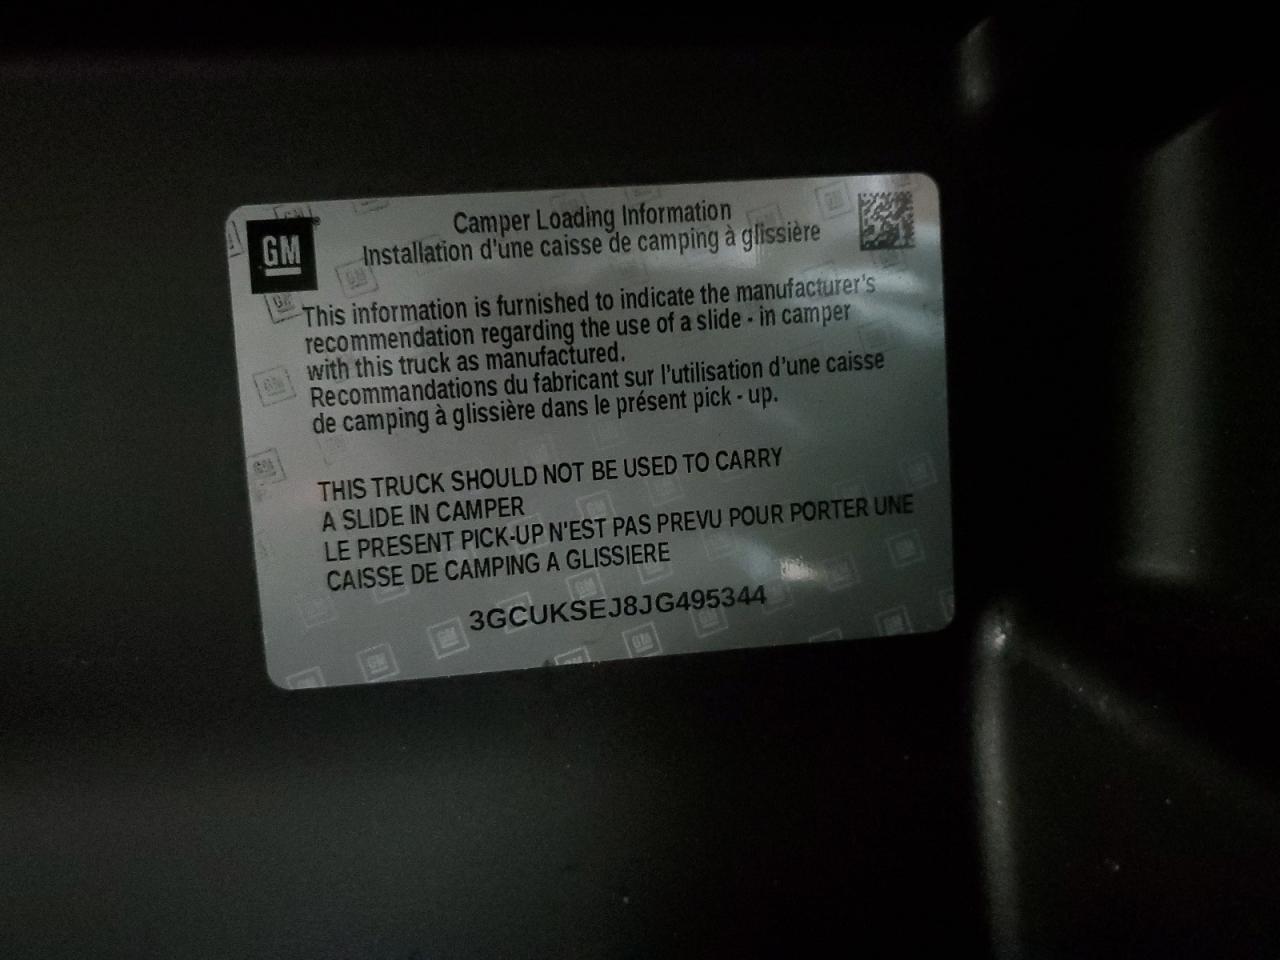 GM
Camper Loading Information
Installation d'une caisse de camping à glissière
This information is furnished to indicate the manufacturer's
recommendation regarding the use of a slide - in camper
with this truck as manufactured.
Recommandations du fabricant sur l'utilisation d'une caisse
de camping à glissière dans le présent pick - up.
THIS TRUCK SHOULD NOT BE USED TO CARRY
A SLIDE IN CAMPER
LE PRESENT PICK-UP N'EST PAS PREVU POUR PORTER UNE
CAISSE DE CAMPING A GLISSIERE
3GCUKSEJ8JG495344